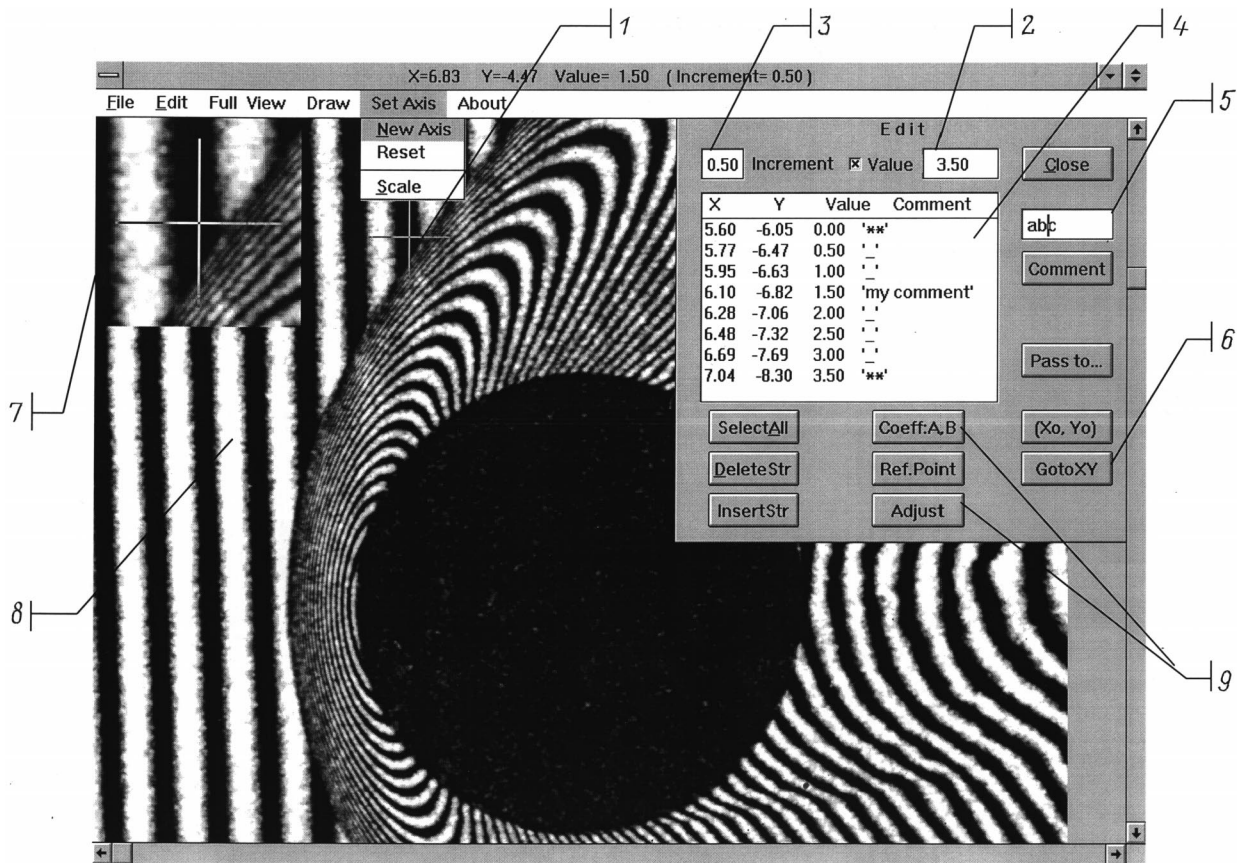 1 3 2 4
X=6.83 Y=-4.47 Value= 1.50 ( Increment= 0.50 )
File Edit Full View Draw Set Axis About
5
New Axis
Reset
Scale
Edit
0.50 Increment Value 3.50 Close
X Y Value Comment
5.60 -6.05 0.00 '**'
5.77 -6.47 0.50 '_'
5.95 -6.63 1.00 '_'
6.10 -6.82 1.50 'my comment'
6.28 -7.06 2.00 '_'
6.48 -7.32 2.50 '_'
6.69 -7.69 3.00 '_'
7.04 -8.30 3.50 '**'
abc
Comment
Pass to...
6
7
SelectAll Coeff:A,B (Xo, Yo)
DeleteStr Ref.Point GotoXY
InsertStr Adjust
8
9